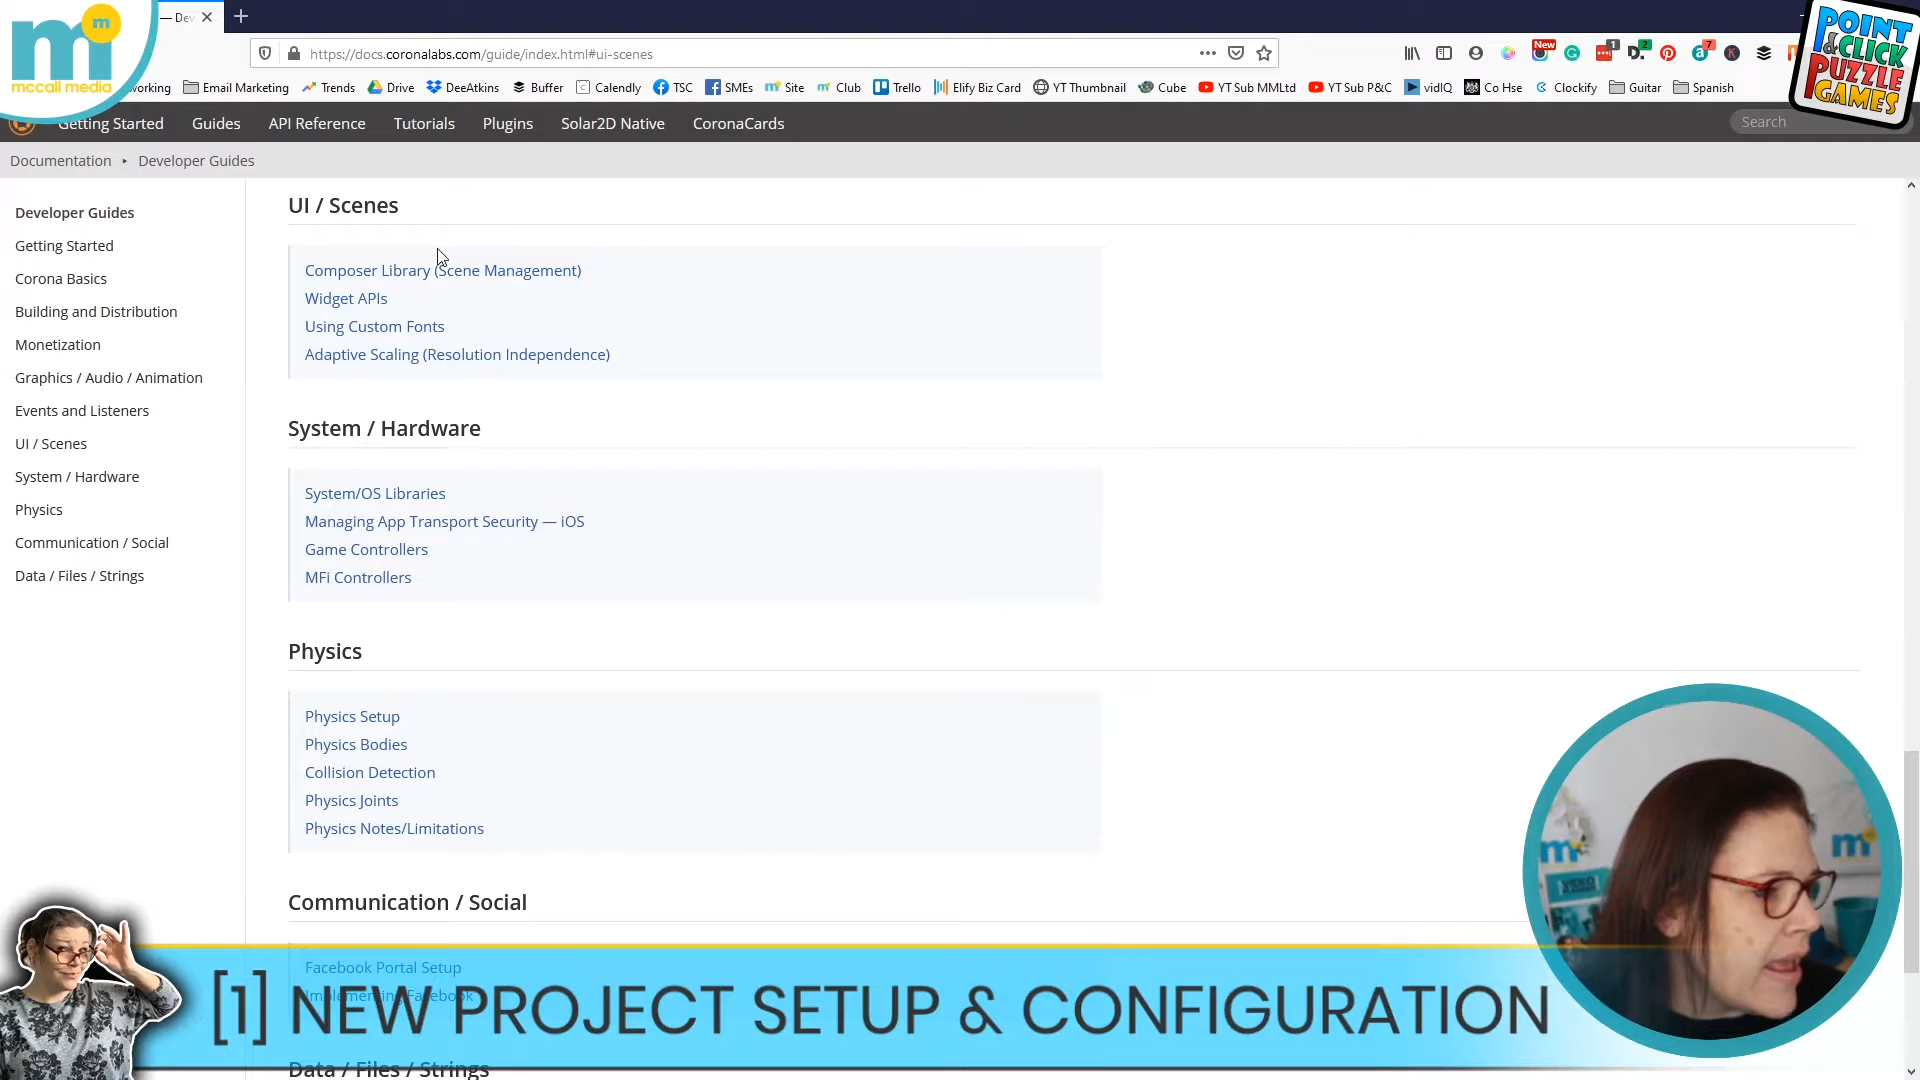 m
m
mccall media
— Dev
https://docs.coronalabs.com/guide/index.html#ui-scenes
New
1
2
7
POINT
&CLICK
PUZZLE
GAMES
working Email Marketing Trends Drive DeeAtkins Buffer Calendly TSC SMEs Site Club Trello Elify Biz Card YT Thumbnail Cube YT Sub MMLtd YT Sub P&C vidIQ Co Hse Clockify Guitar Spanish
Getting Started Guides API Reference Tutorials Plugins Solar2D Native CoronaCards Search
Documentation ▸ Developer Guides
Developer Guides
Getting Started
Corona Basics
Building and Distribution
Monetization
Graphics / Audio / Animation
Events and Listeners
UI / Scenes
System / Hardware
Physics
Communication / Social
Data / Files / Strings
UI / Scenes
Composer Library (Scene Management)
Widget APIs
Using Custom Fonts
Adaptive Scaling (Resolution Independence)
System / Hardware
System/OS Libraries
Managing App Transport Security — iOS
Game Controllers
MFi Controllers
Physics
Physics Setup
Physics Bodies
Collision Detection
Physics Joints
Physics Notes/Limitations
Communication / Social
Facebook Portal Setup
Implementing Facebook
Data / Files / Strings
[1] NEW PROJECT SETUP & CONFIGURATION